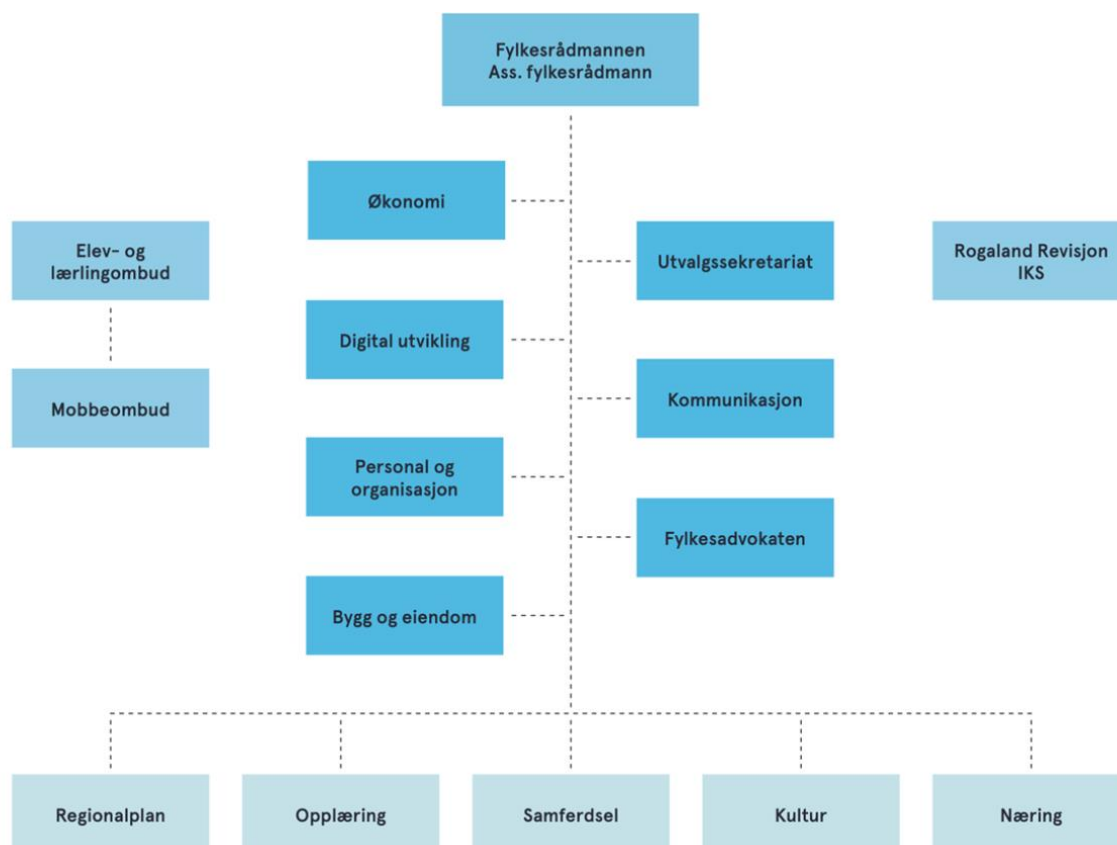 Fylkesrådmannen
Ass. fylkesrådmann
Økonomi
Elev- og
lærlingombud
Utvalgssekretariat
Rogaland Revisjon
IKS
Digital utvikling
Mobbeombud
Kommunikasjon
Personal og
organisasjon
Fylkesadvokaten
Bygg og eiendom
Regionalplan
Opplæring
Samferdsel
Kultur
Næring